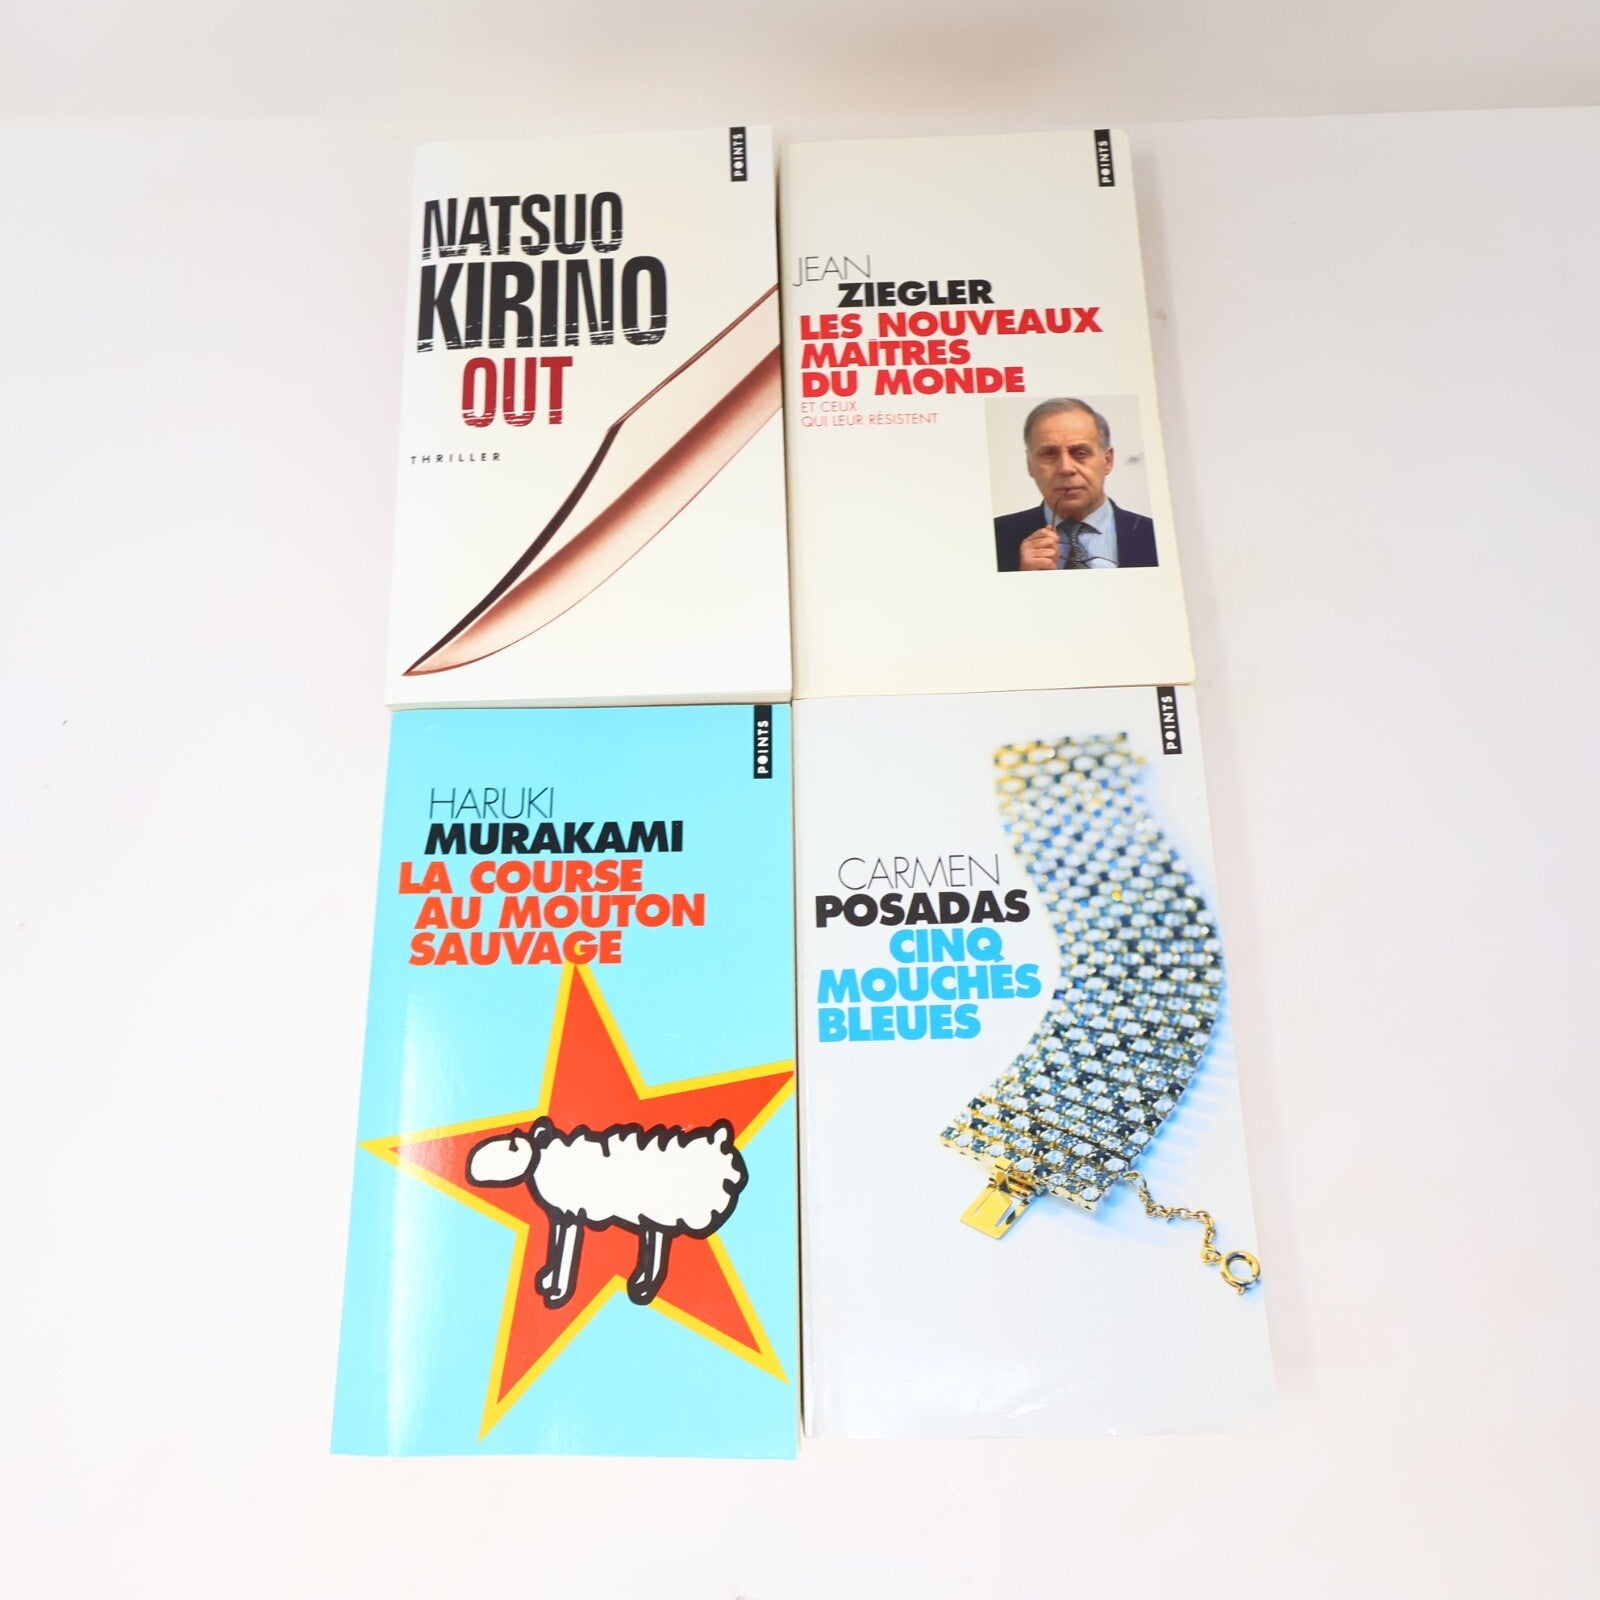 POINTS
NATSUO
KIRINO
OUT
THRILLER
POINTS
JEAN
ZIEGLER
LES NOUVEAUX
MAÎTRES
DU MONDE
ET CEUX
QUI LEUR RÉSISTENT
POINTS
HARUKI
MURAKAMI
LA COURSE
AU MOUTON
SAUVAGE
POINTS
CARMEN
POSADAS
CINQ
MOUCHES
BLEUES